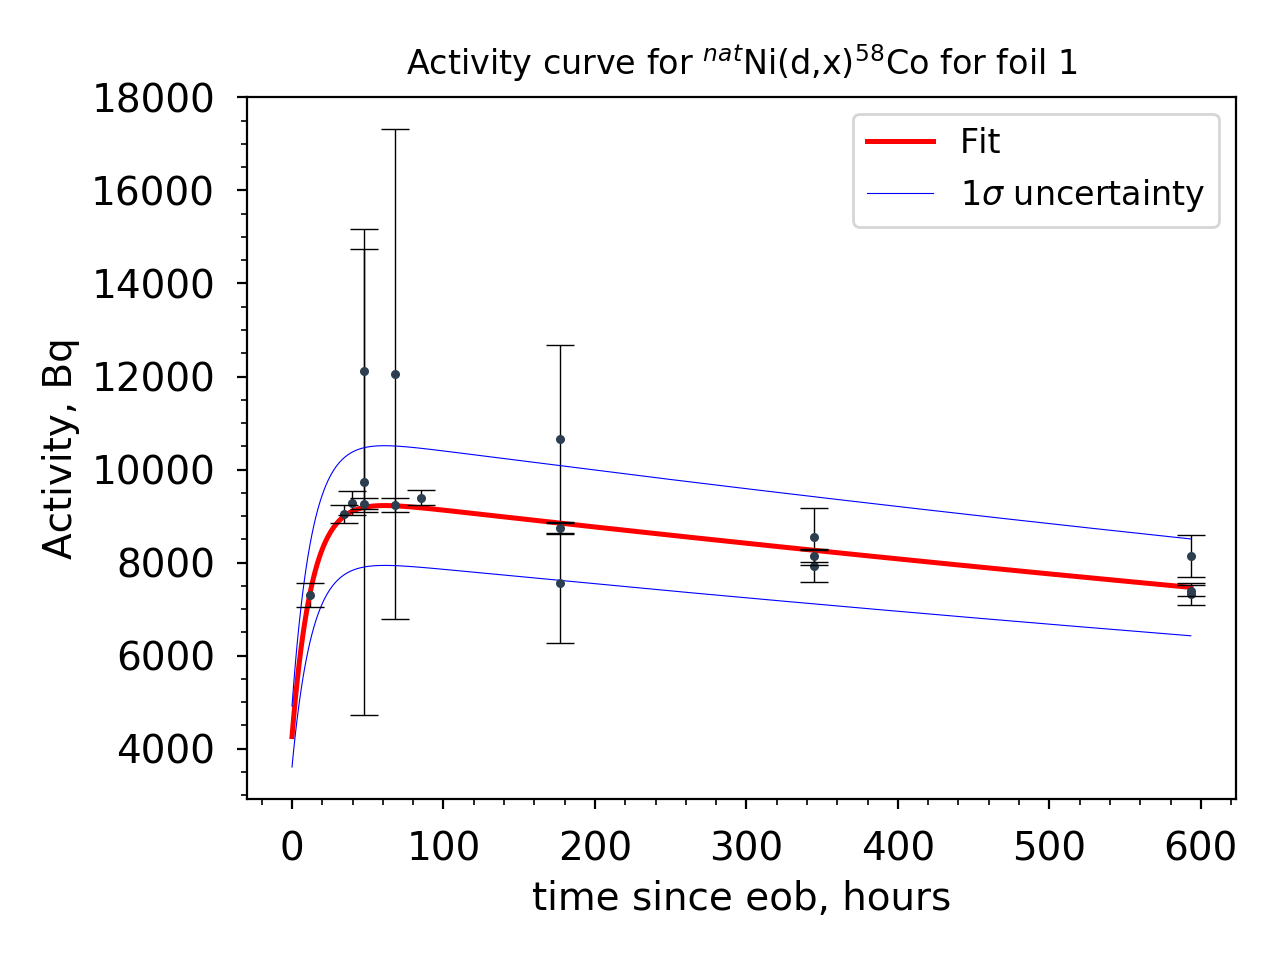 Activity curve for ⁿᵃᵗNi(d,x)⁵⁸Co for foil 1
18000
16000
14000
12000
10000
8000
6000
4000
Activity, Bq
Fit
1σ uncertainty
0 100 200 300 400 500 600
time since eob, hours